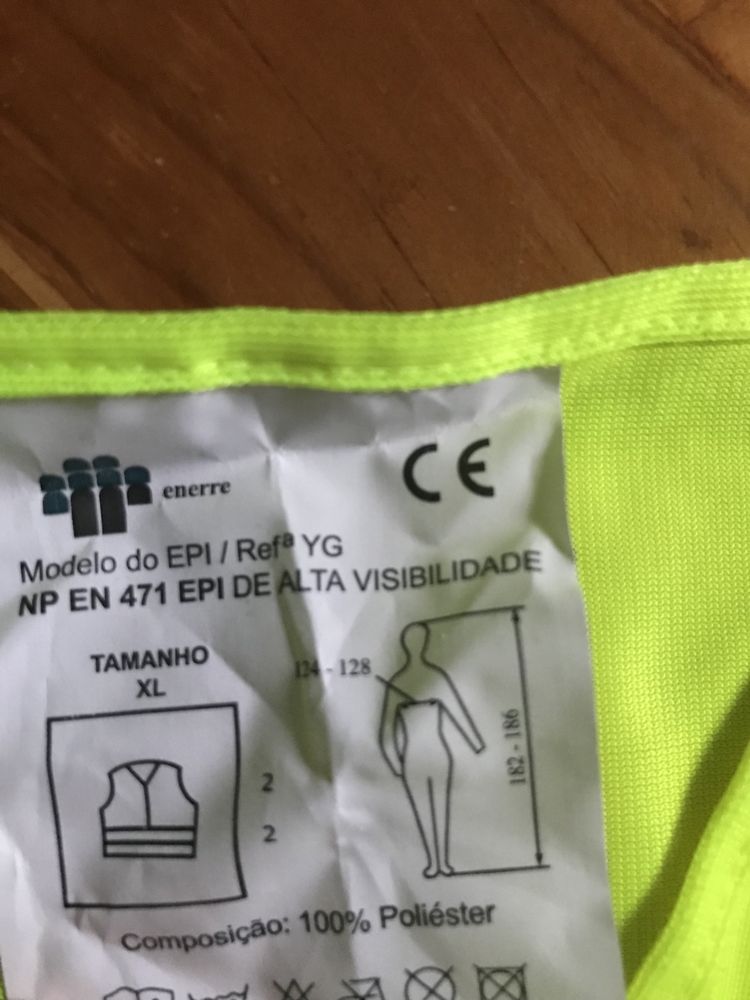 enerre
CE
Modelo do EPI / Refª YG
NP EN 471 EPI DE ALTA VISIBILIDADE
TAMANHO
XL
124 - 128
182 - 186
2
2
Composição: 100% Poliéster